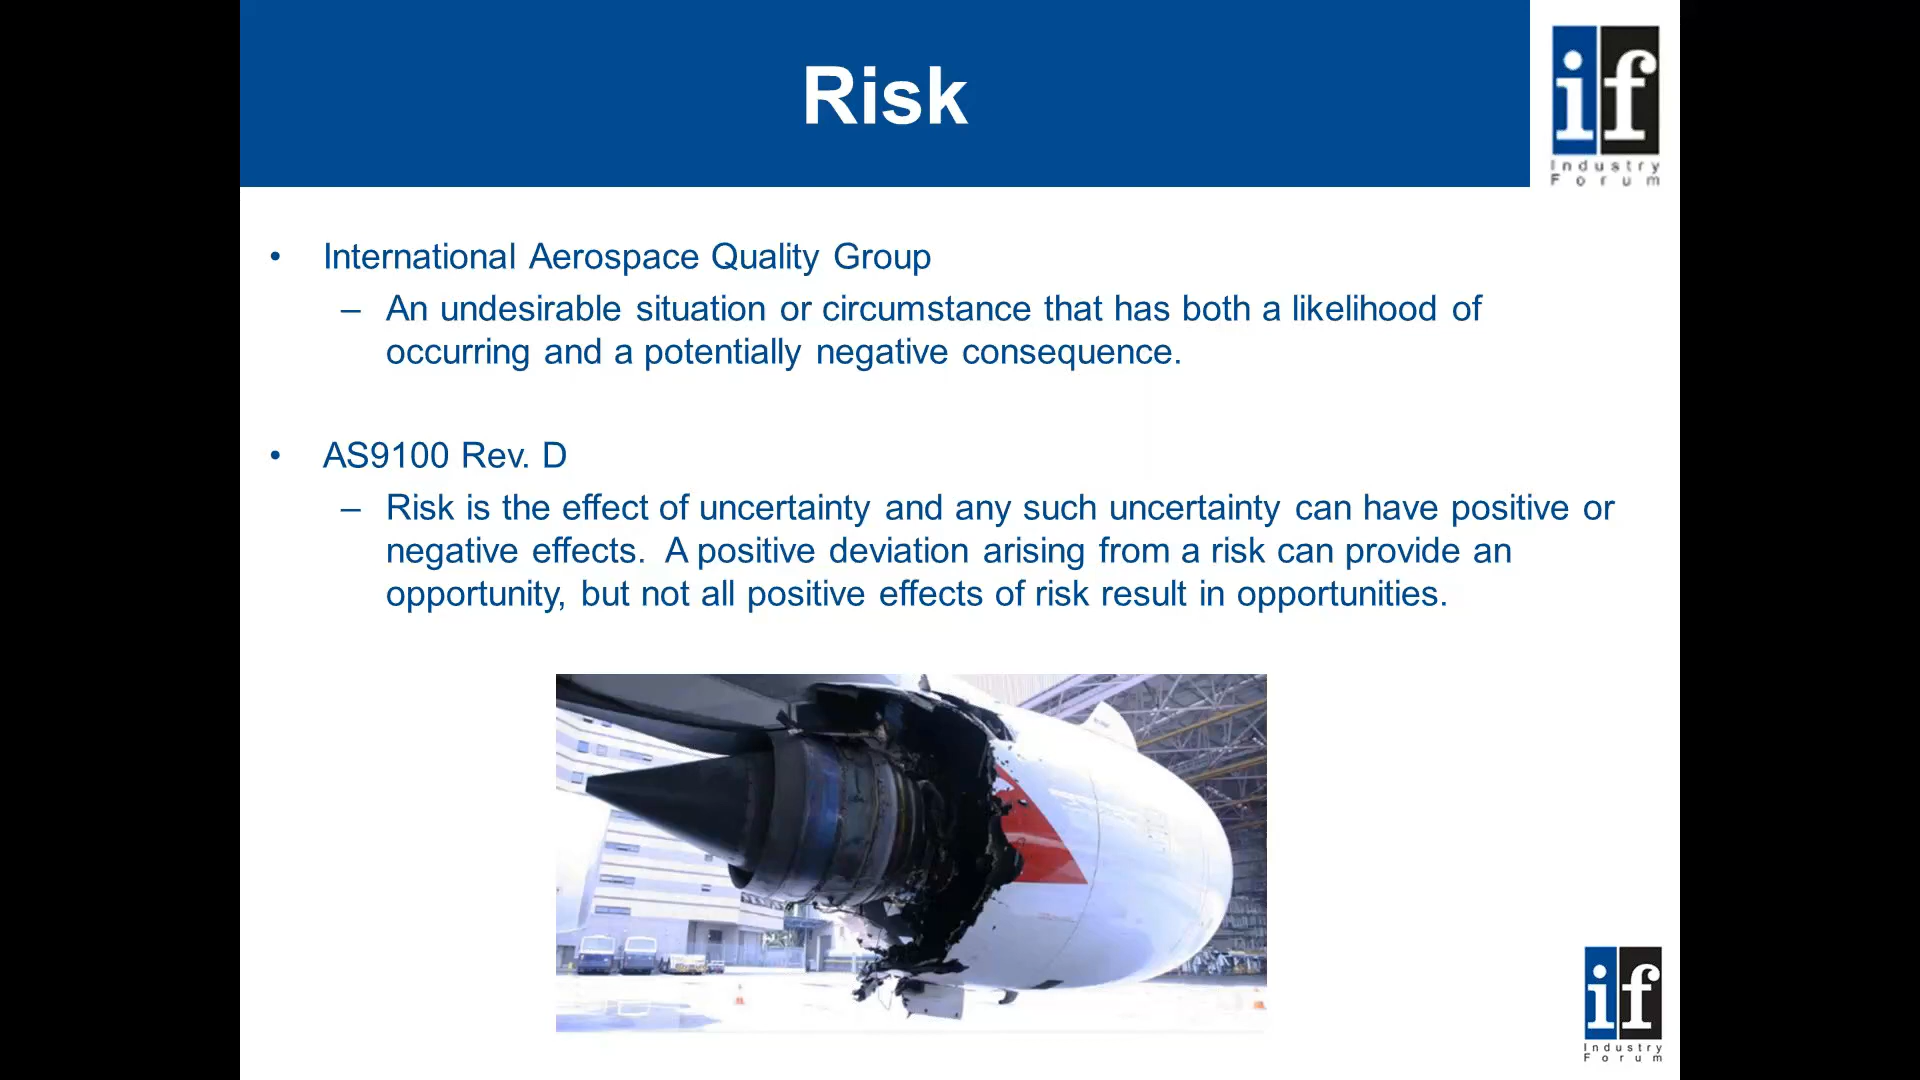 Risk
if
Industry
Forum
• International Aerospace Quality Group
– An undesirable situation or circumstance that has both a likelihood of
occurring and a potentially negative consequence.
• AS9100 Rev. D
– Risk is the effect of uncertainty and any such uncertainty can have positive or
negative effects. A positive deviation arising from a risk can provide an
opportunity, but not all positive effects of risk result in opportunities.
if
Industry
Forum